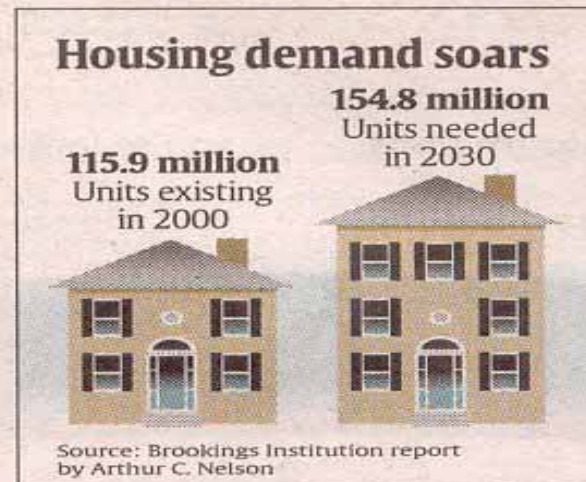 Housing demand soars
154.8 million
Units needed
in 2030
115.9 million
Units existing
in 2000
Source: Brookings Institution report
by Arthur C. Nelson